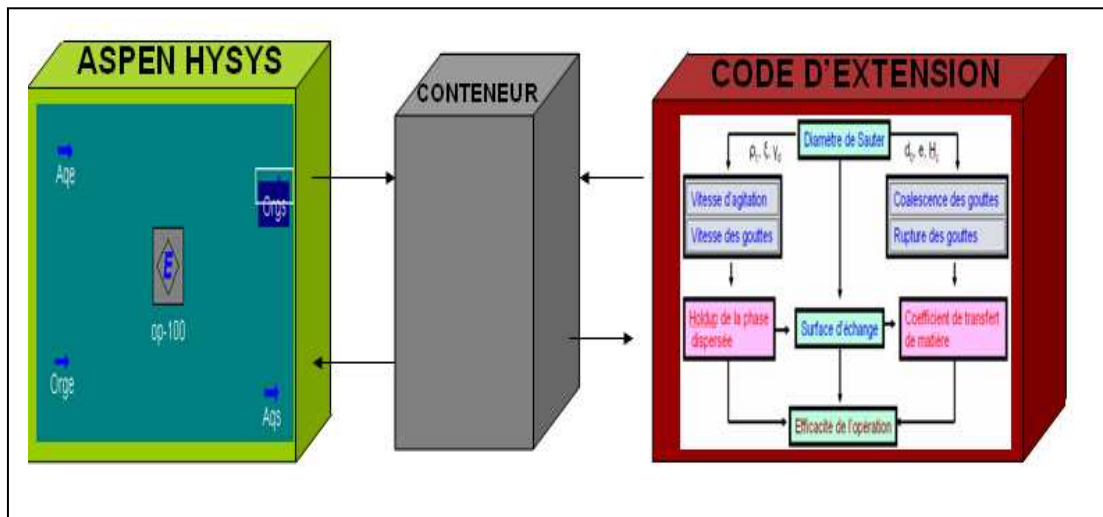 ASPEN HYSYS
Aqe
Orgs
E
op-100
Orge
Aqs
CONTENEUR
CODE D'EXTENSION
Diamètre de Sauter
Vitesse d'agitation
Vitesse des gouttes
Coalescence des gouttes
Rupture des gouttes
Holdup de la phase
dispersée
Surface d'échange
Coefficient de transfert
de matière
Efficacité de l'opération